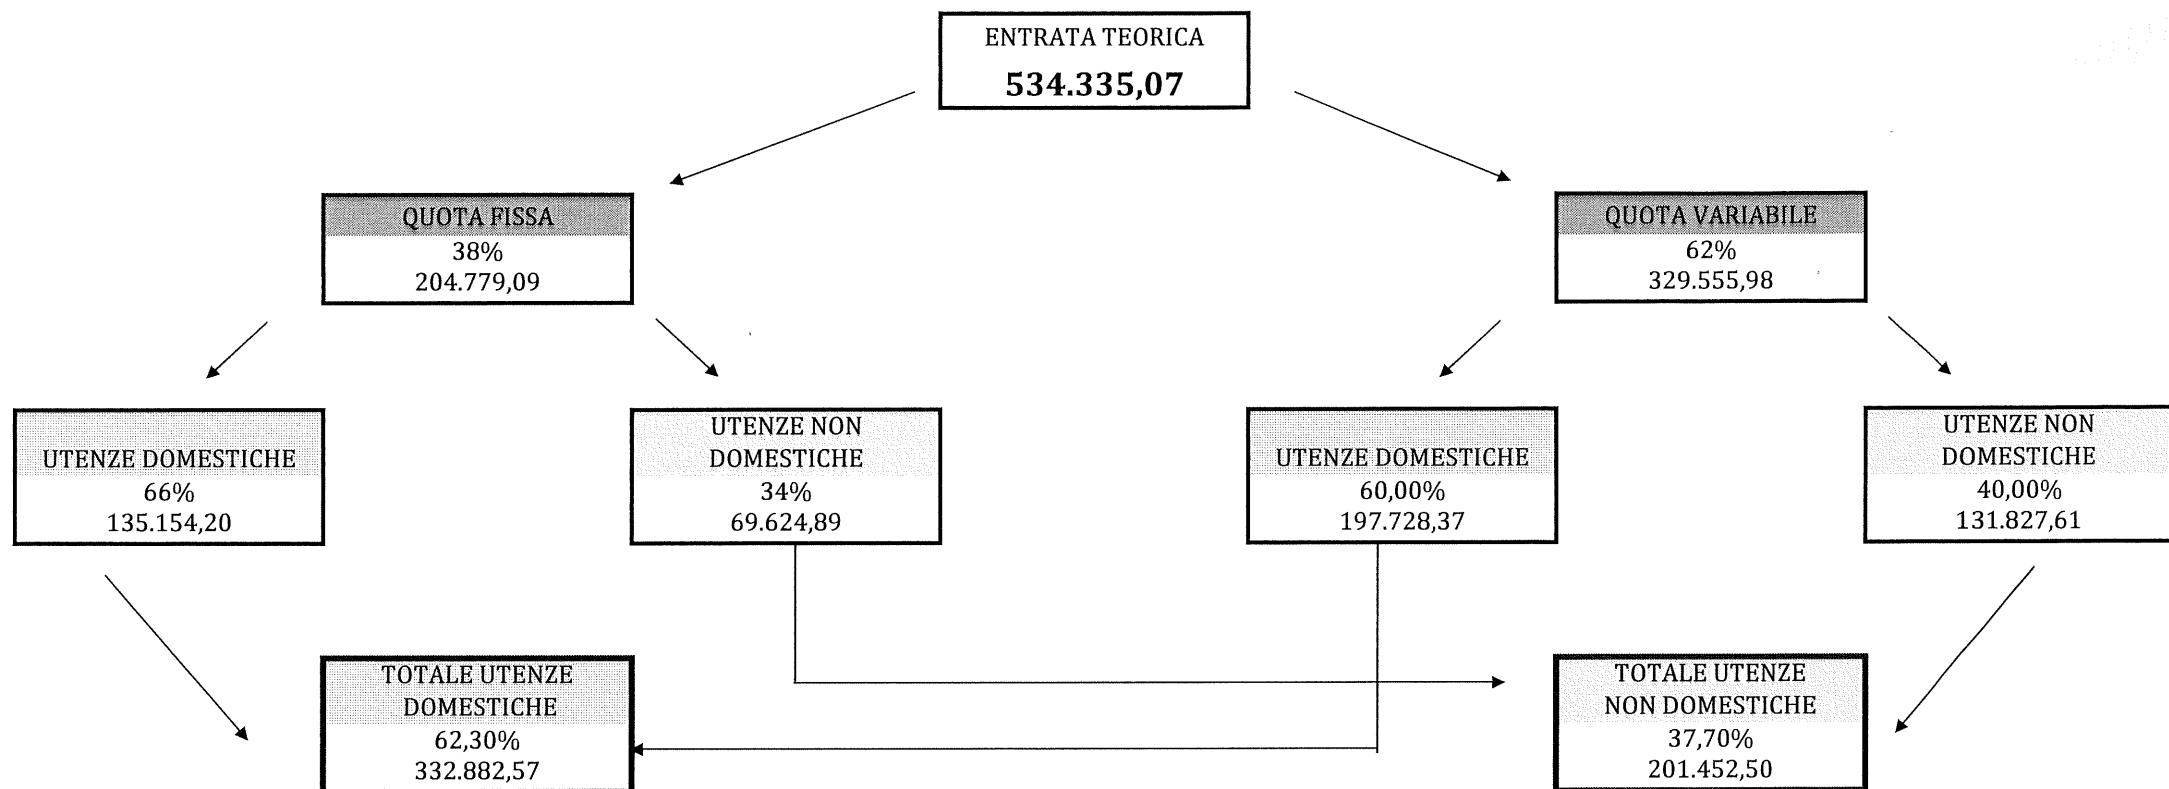 ENTRATA TEORICA
534.335,07
QUOTA FISSA
38%
204.779,09
QUOTA VARIABILE
62%
329.555,98
UTENZE DOMESTICHE
66%
135.154,20
UTENZE NON
DOMESTICHE
34%
69.624,89
UTENZE DOMESTICHE
60,00%
197.728,37
UTENZE NON
DOMESTICHE
40,00%
131.827,61
TOTALE UTENZE
DOMESTICHE
62,30%
332.882,57
TOTALE UTENZE
NON DOMESTICHE
37,70%
201.452,50